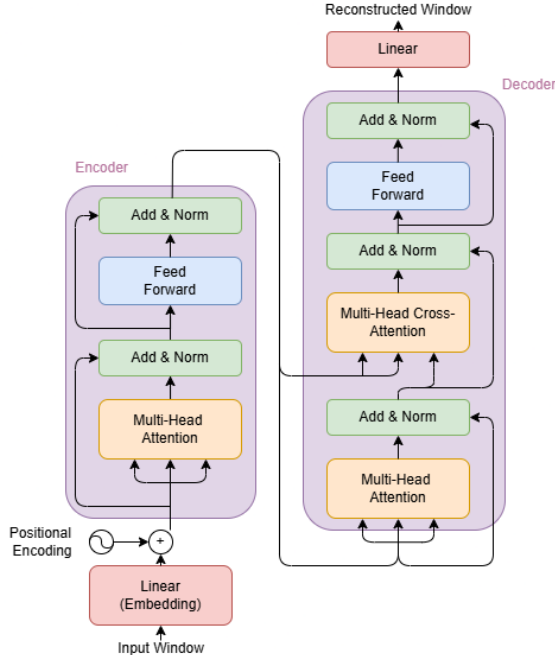 Reconstructed Window
Linear
Decoder
Add & Norm
Feed
Forward
Add & Norm
Multi-Head Cross-
Attention
Add & Norm
Multi-Head
Attention
Encoder
Add & Norm
Feed
Forward
Add & Norm
Multi-Head
Attention
Positional
Encoding
+
Linear
(Embedding)
Input Window